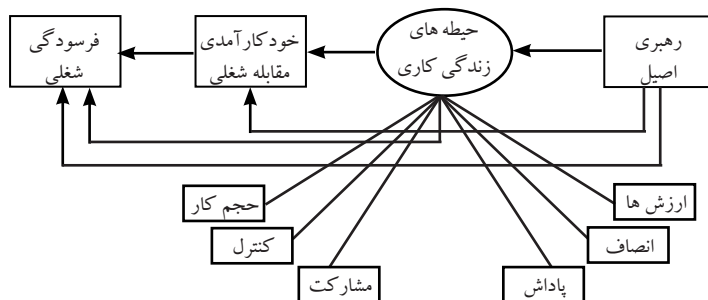 رهبری
اصیل
حیطه های
زندگی کاری
خودکارآمدی
مقابله شغلی
فرسودگی
شغلی
ارزش ها
انصاف
پاداش
مشارکت
کنترل
حجم کار